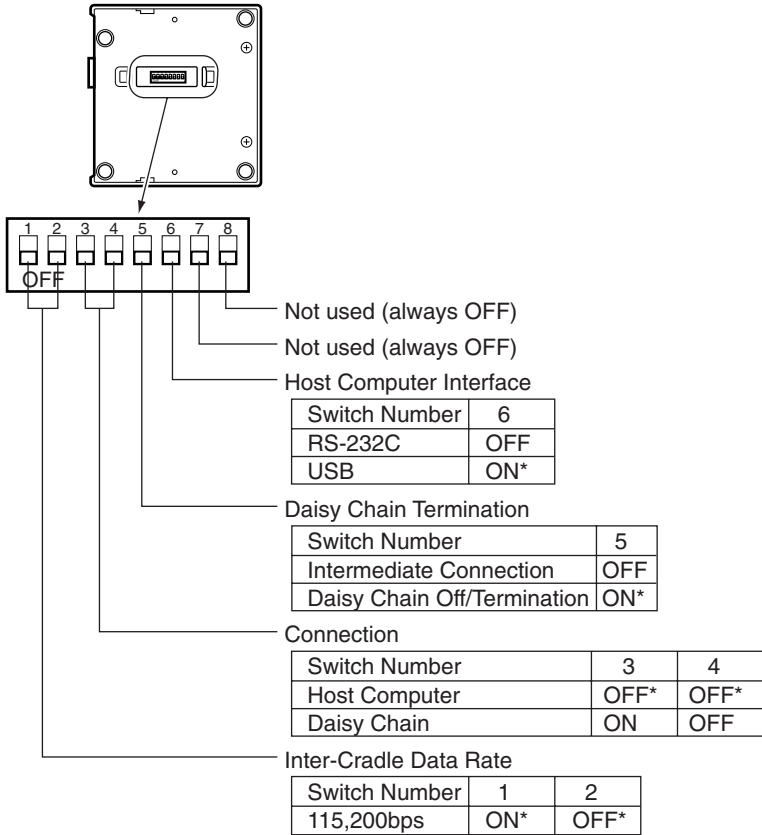 1 2 3 4 5 6 7 8
OFF
Not used (always OFF)
Not used (always OFF)
Host Computer Interface
Switch Number 6
RS-232C OFF
USB ON*
Daisy Chain Termination
Switch Number 5
Intermediate Connection OFF
Daisy Chain Off/Termination ON*
Connection
Switch Number 3 4
Host Computer OFF* OFF*
Daisy Chain ON OFF
Inter-Cradle Data Rate
Switch Number 1 2
115,200bps ON* OFF*